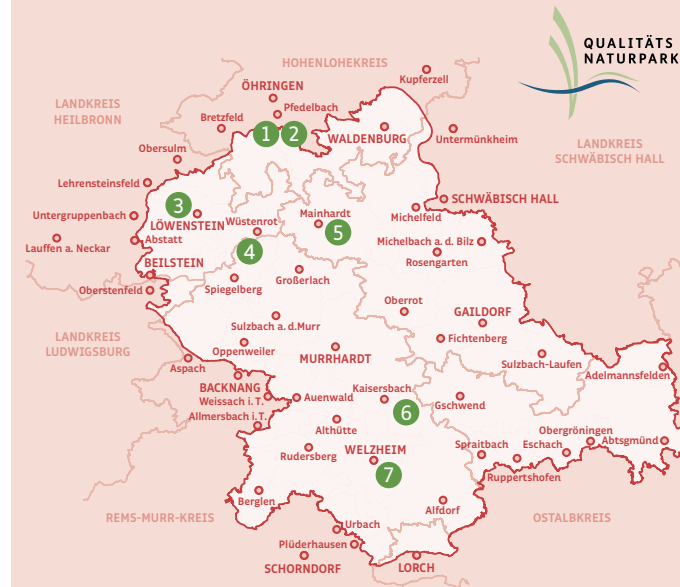 QUALITÄTS
NATURPARK
HOHENLOHEKREIS
Kupferzell
ÖHRINGEN
LANDKREIS
HEILBRONN
Pfedelbach
Bretzfeld
1
2
WALDENBURG
Untermünkheim
LANDKREIS
SCHWÄBISCH HALL
Obersulm
Lehrensteinsfeld
SCHWÄBISCH HALL
3
Untergruppenbach
LÖWENSTEIN
Wüstenrot
Mainhardt
5
Michelfeld
Lauffen a. Neckar
Abstatt
4
Michelbach a. d. Bilz
Rosengarten
BEILSTEIN
Oberstenfeld
Spiegelberg
Großerlach
Oberrot
GAILDORF
Sulzbach a. d. Murr
LANDKREIS
LUDWIGSBURG
Oppenweiler
MURRHARDT
Fichtenberg
Sulzbach-Laufen
Aspach
Adelmannsfelden
BACKNANG
Weissach i. T.
Auenwald
Kaisersbach
Gschwend
Allmersbach i. T.
Althütte
6
Obergröningen
Spraitbach
Eschach
Abtsgmünd
Rudersberg
WELZHEIM
7
Ruppertshofen
Berglen
Alfdorf
REMS-MURR-KREIS
OSTALBKREIS
Urbach
Plüderhausen
SCHORNDORF
LORCH